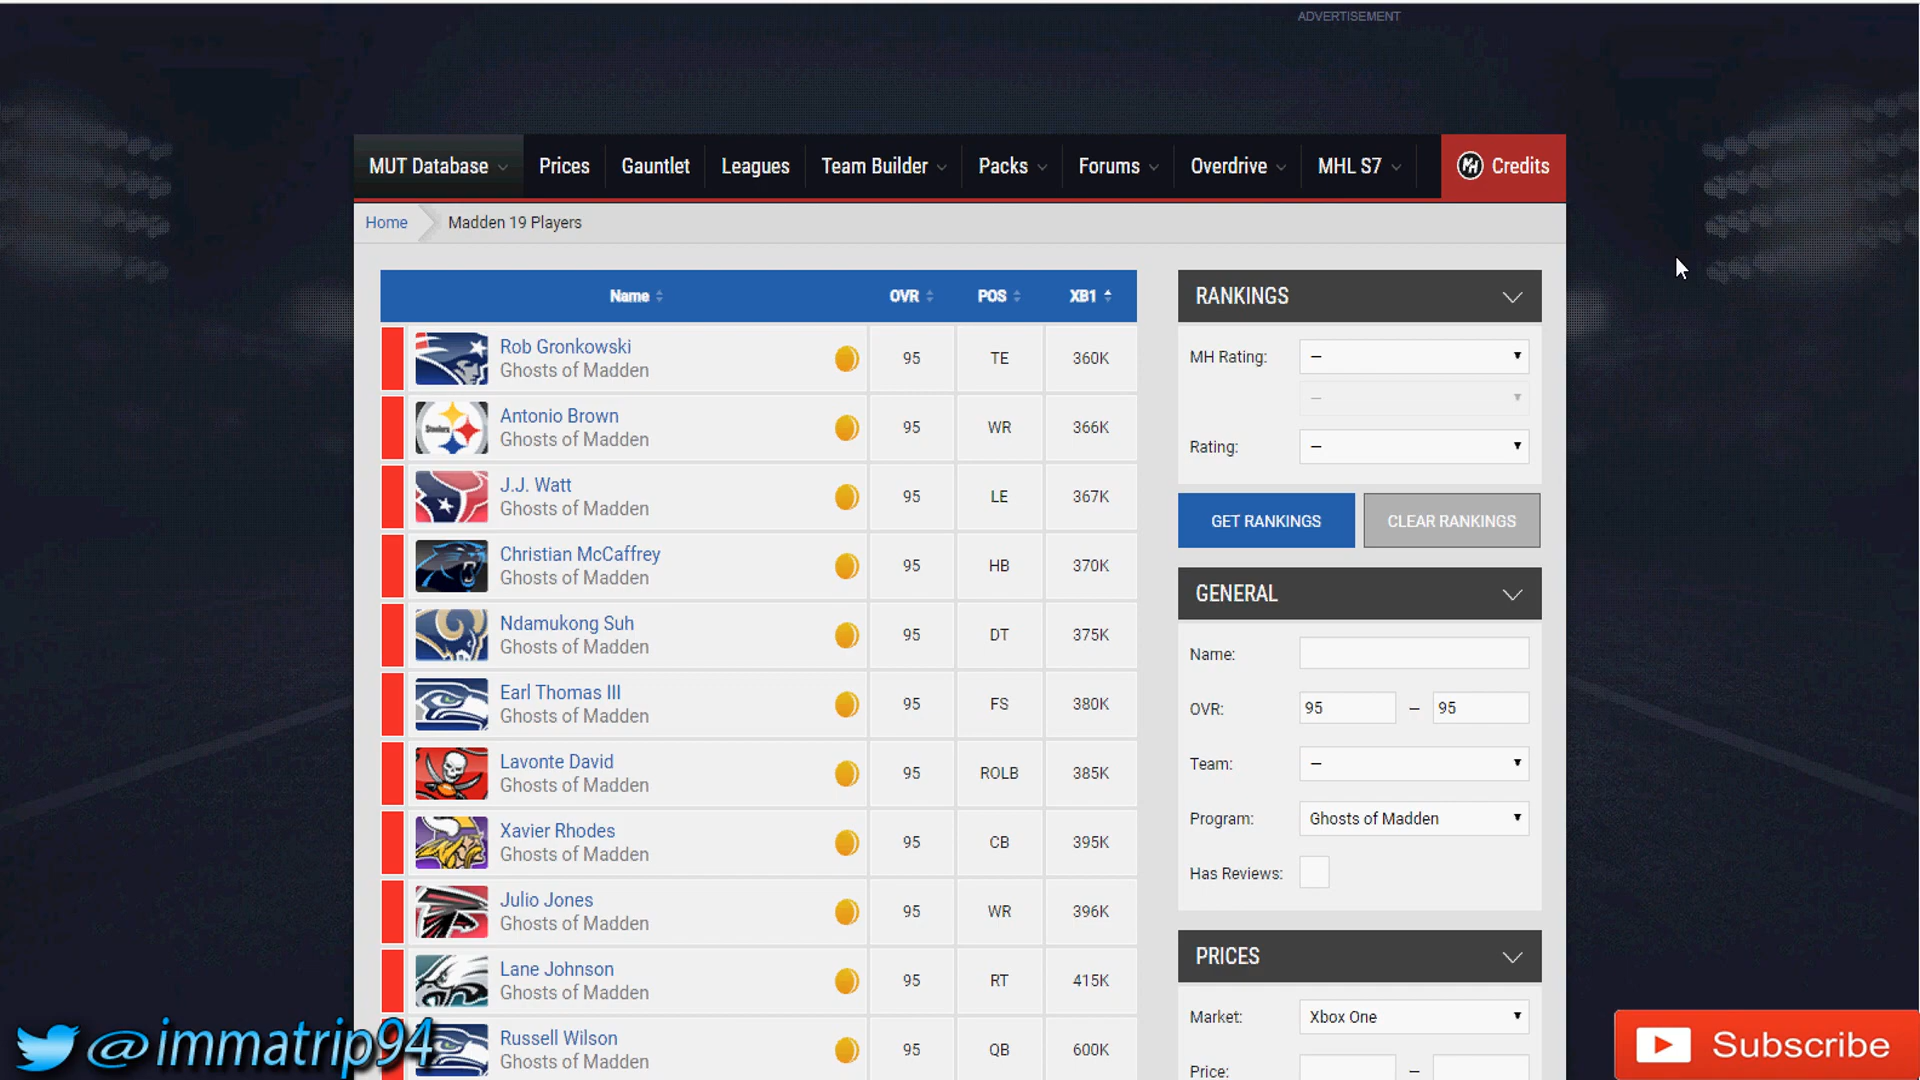 ADVERTISEMENT
MUT Database Prices Gauntlet Leagues Team Builder Packs Forums Overdrive MHL S7 MH Credits
Home Madden 19 Players
Name OVR POS XB1
Rob Gronkowski
Ghosts of Madden
95 TE 360K
Antonio Brown
Ghosts of Madden
95 WR 366K
Steelers
J.J. Watt
Ghosts of Madden
95 LE 367K
Christian McCaffrey
Ghosts of Madden
95 HB 370K
Ndamukong Suh
Ghosts of Madden
95 DT 375K
Earl Thomas III
Ghosts of Madden
95 FS 380K
Lavonte David
Ghosts of Madden
95 ROLB 385K
Xavier Rhodes
Ghosts of Madden
95 CB 395K
Julio Jones
Ghosts of Madden
95 WR 396K
Lane Johnson
Ghosts of Madden
95 RT 415K
Russell Wilson
Ghosts of Madden
95 QB 600K
RANKINGS
MH Rating: –
–
Rating: –
GET RANKINGS CLEAR RANKINGS
GENERAL
Name:
OVR: 95 – 95
Team: –
Program: Ghosts of Madden
Has Reviews:
PRICES
Market: Xbox One
Price: –
@immatrip94
Subscribe